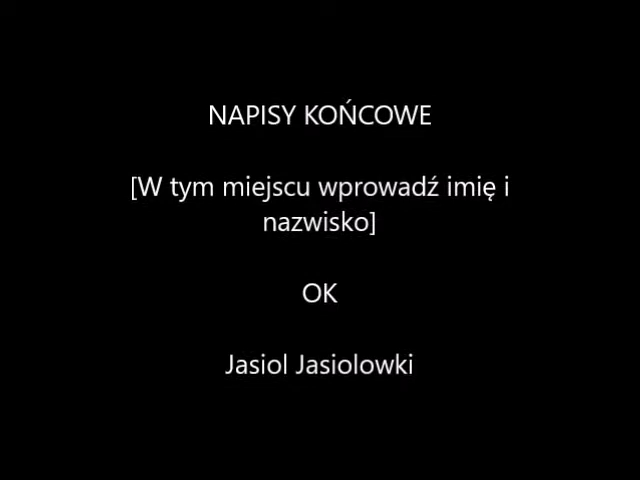 NAPISY KOŃCOWE
[W tym miejscu wprowadź imię i
nazwisko]
OK
Jasiol Jasiolowki